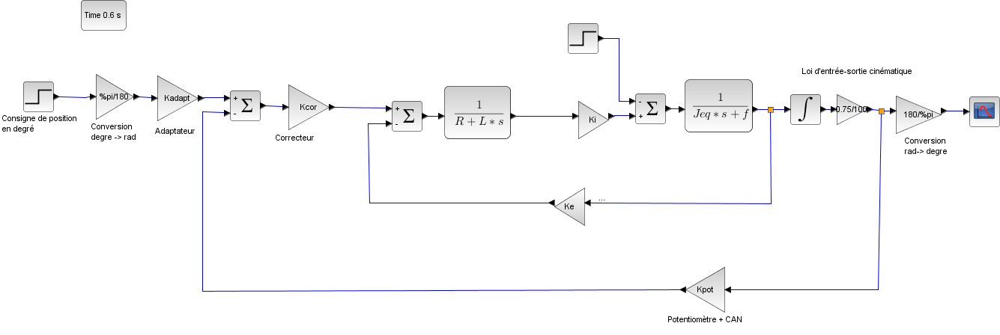 Time 0.6 s
Loi d'entrée-sortie cinématique
Consigne de position
en degré
%pi/180
Conversion
degre -> rad
Kadapt
Adaptateur
+
-
Σ
Kcor
Correcteur
+
-
Σ
1
R + L * s
Ki
-
+
Σ
1
Jeq * s + f
∫
0.75/100
180/%pi
Conversion
rad-> degre
...
Ke
Kpot
Potentiomètre + CAN